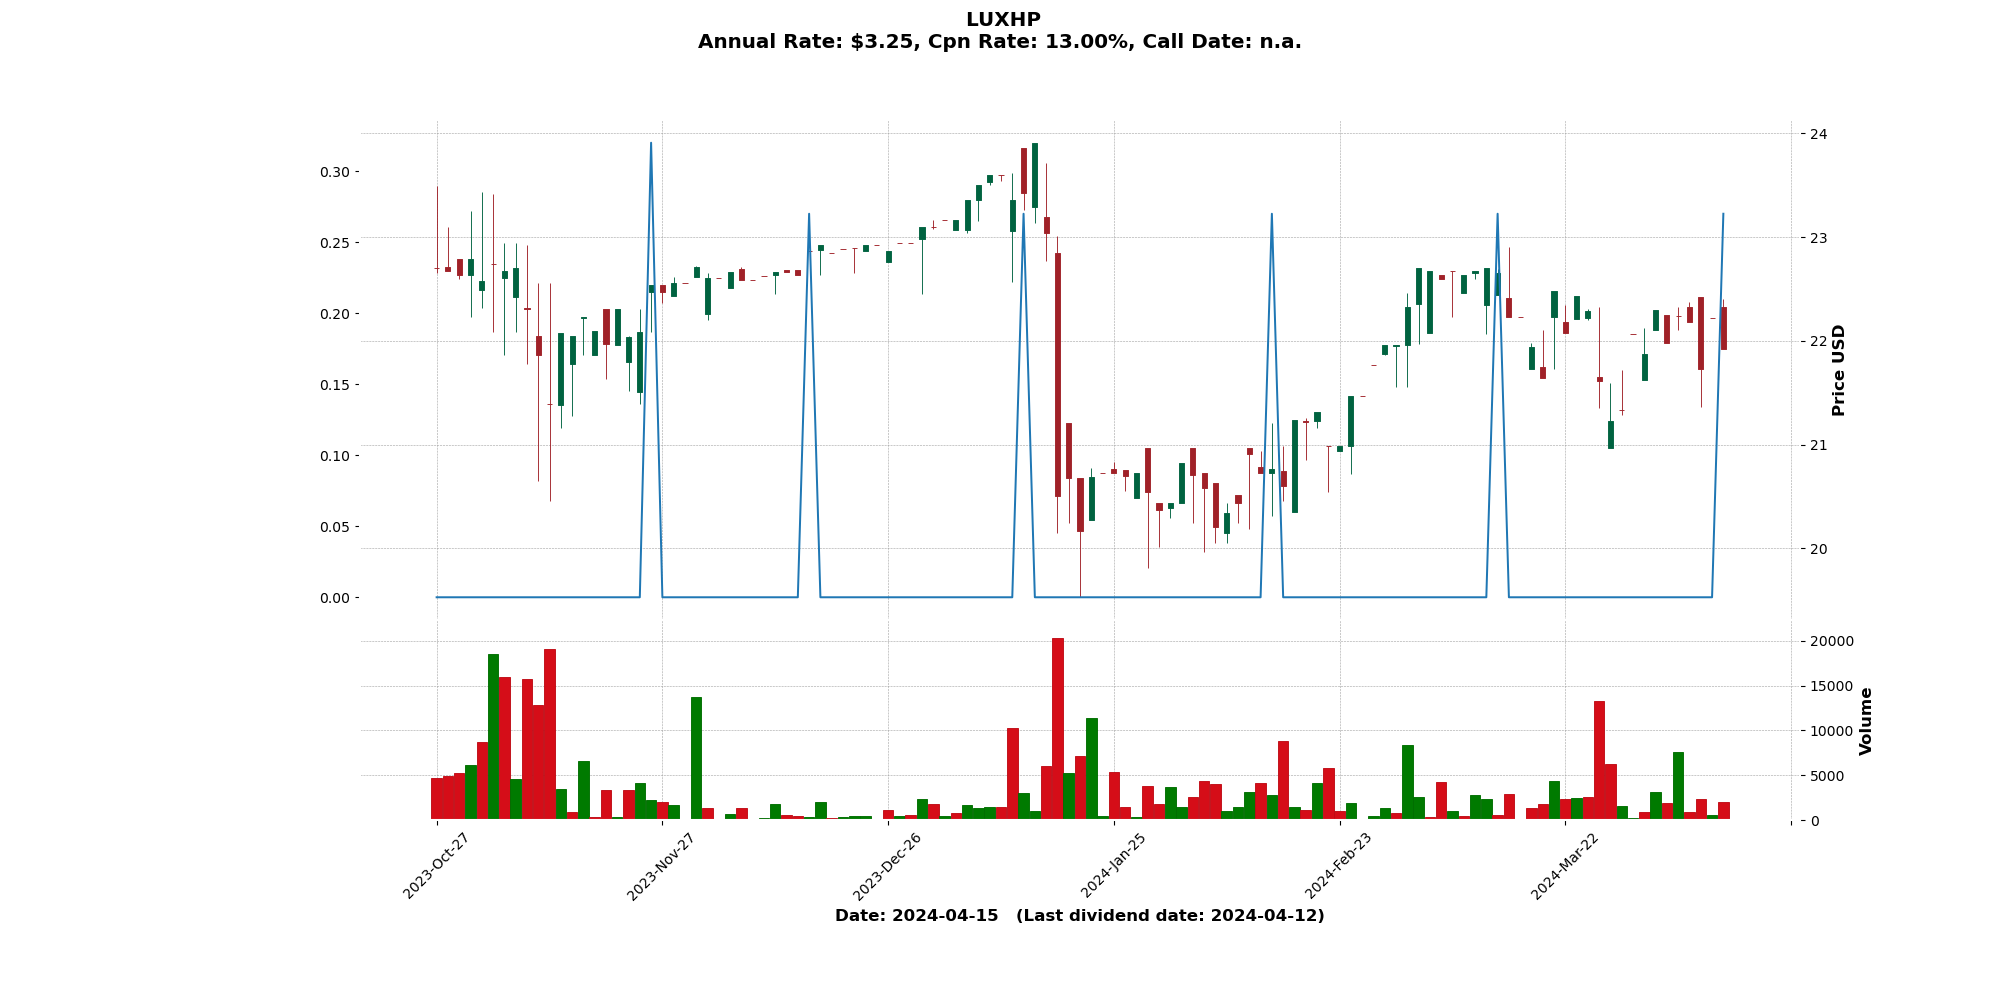 LUXHP
Annual Rate: $3.25, Cpn Rate: 13.00%, Call Date: n.a.
0.30
0.25
0.20
0.15
0.10
0.05
0.00
24
23
22
21
20
Price USD
20000
15000
10000
5000
0
Volume
2023-Oct-27
2023-Nov-27
2023-Dec-26
2024-Jan-25
2024-Feb-23
2024-Mar-22
Date: 2024-04-15   (Last dividend date: 2024-04-12)